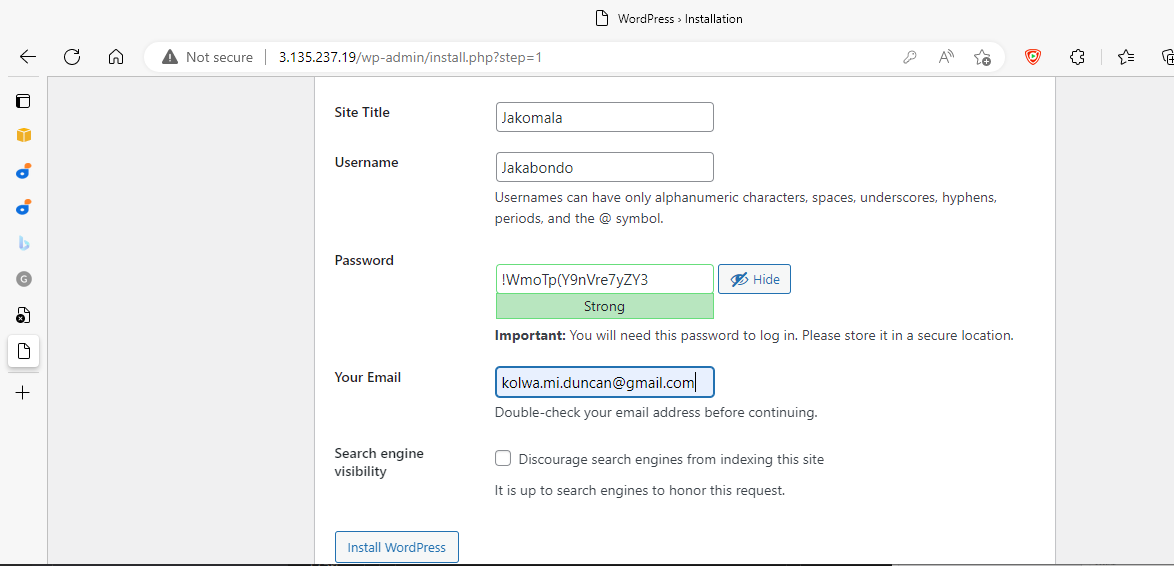 WordPress › Installation
Not secure
3.135.237.19/wp-admin/install.php?step=1
Site Title
Jakomala
Username
Jakabondo
Usernames can have only alphanumeric characters, spaces, underscores, hyphens,
periods, and the @ symbol.
Password
!WmoTp(Y9nVre7yZY3
Hide
Strong
Important: You will need this password to log in. Please store it in a secure location.
Your Email
kolwa.mi.duncan@gmail.com
Double-check your email address before continuing.
Search engine
visibility
Discourage search engines from indexing this site
It is up to search engines to honor this request.
Install WordPress